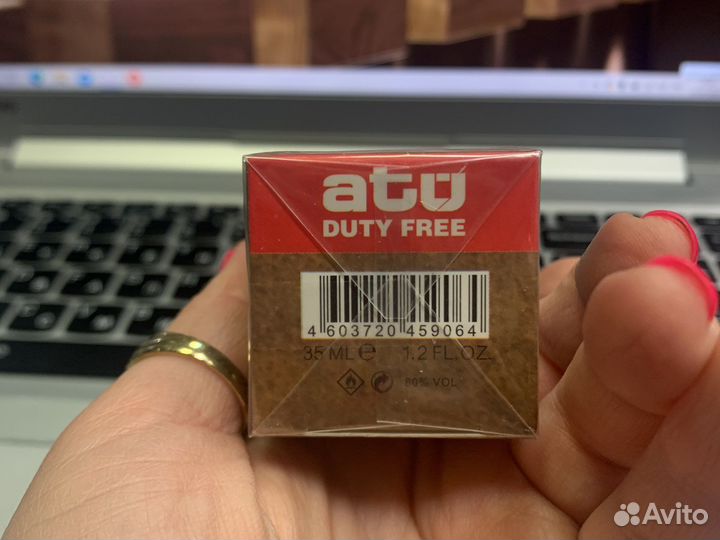 atü
DUTY FREE
4 603720 459064
35 ML e 1.2 FL.OZ.
80% VOL
Avito